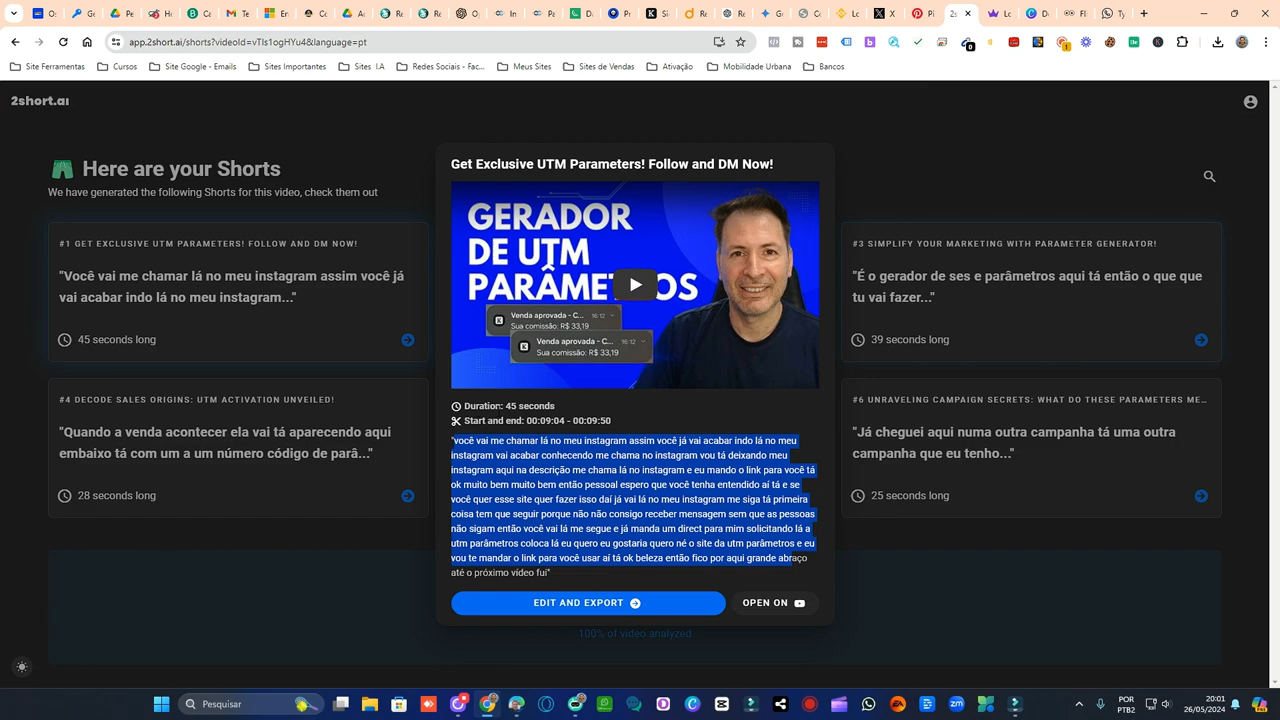 app.2short.ai/shorts?videoId=vTIs1ogHYu4&language=pt
Site Ferramentas
Site Google - Emails
Sites Importantes
Sites I.A
Redes Sociais - Fac...
Meus Sites
Sites de Vendas
Ativação
Mobilidade Urbana
Bancos
2short.ai
Here are your Shorts
We have generated the following Shorts for this video, check them out
#1 GET EXCLUSIVE UTM PARAMETERS! FOLLOW AND DM NOW!
"Você vai me chamar lá no meu instagram assim você já
vai acabar indo lá no meu instagram..."
45 seconds long
#4 DECODE SALES ORIGINS: UTM ACTIVATION UNVEILED!
"Quando a venda acontecer ela vai tá aparecendo aqui
embaixo tá com um a um número código de parâ..."
28 seconds long
Get Exclusive UTM Parameters! Follow and DM Now!
GERADOR
DE UTM
PARÂMETROS
Venda aprovada - C... 16:12
Sua comissão: R$ 33,19
Venda aprovada - C... 16:12
Sua comissão: R$ 33,19
Duration: 45 seconds
Start and end: 00:09:04 - 00:09:50
"você vai me chamar lá no meu instagram assim você já vai acabar indo lá no meu
instagram vai acabar conhecendo me chama no instagram vou tá deixando meu
instagram aqui na descrição me chama lá no instagram e eu mando o link para você tá
ok muito bem muito bem então pessoal espero que você tenha entendido aí tá e se
você quer esse site quer fazer isso daí já vai lá no meu instagram me siga tá primeira
coisa tem que seguir porque não não consigo receber mensagem sem que as pessoas
não sigam então você vai lá me segue e já manda um direct para mim solicitando lá a
utm parâmetros coloca lá eu quero eu gostaria quero né o site da utm parâmetros e eu
vou te mandar o link para você usar aí tá ok beleza então fico por aqui grande abraço
até o próximo vídeo fui"
EDIT AND EXPORT
OPEN ON
100% of video analyzed
#3 SIMPLIFY YOUR MARKETING WITH PARAMETER GENERATOR!
"É o gerador de ses e parâmetros aqui tá então o que que
tu vai fazer..."
39 seconds long
#6 UNRAVELING CAMPAIGN SECRETS: WHAT DO THESE PARAMETERS ME...
"Já cheguei aqui numa outra campanha tá uma outra
campanha que eu tenho..."
25 seconds long
Pesquisar
POR
PTB2
20:01
26/05/2024